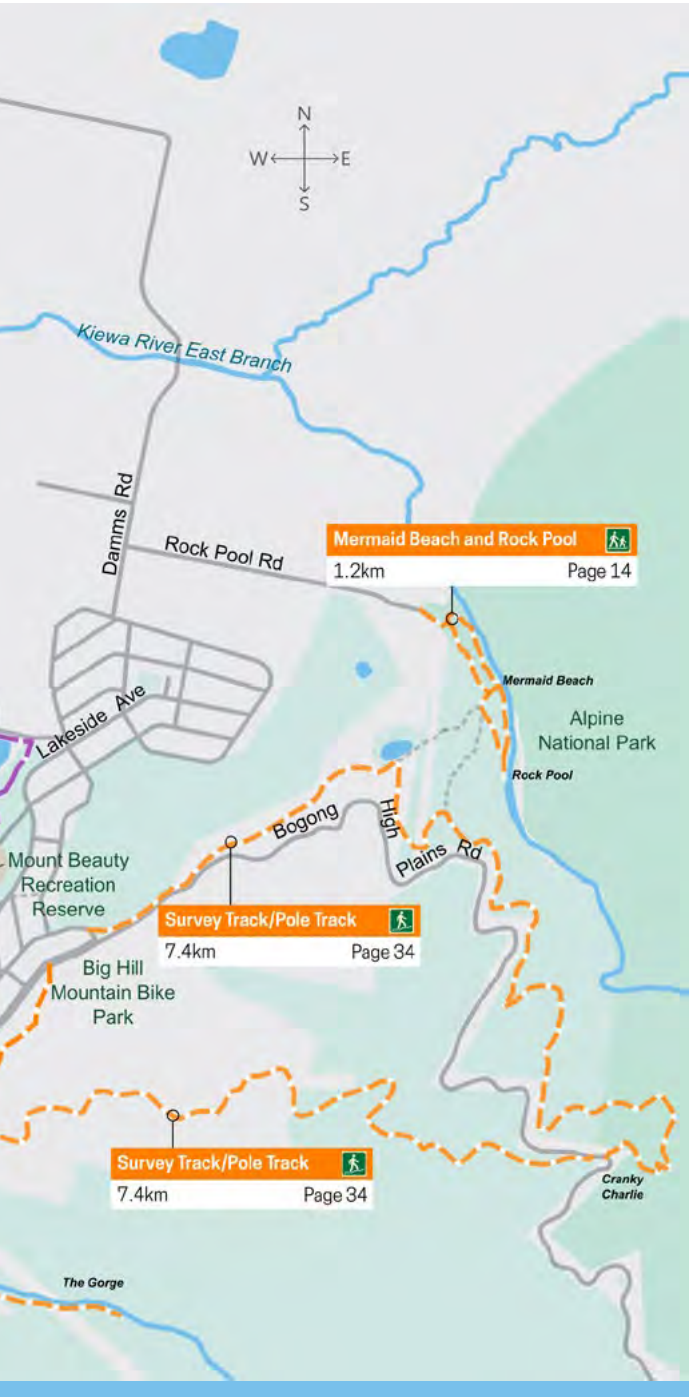 N
W E
S
Kiewa River East Branch
Damms Rd
Rock Pool Rd
Mermaid Beach and Rock Pool
1.2km Page 14
Mermaid Beach
Lakeside Ave
Alpine
National Park
Rock Pool
Bogong High Plains Rd
Mount Beauty
Recreation
Reserve
Survey Track/Pole Track
7.4km Page 34
Big Hill
Mountain Bike
Park
Survey Track/Pole Track
7.4km Page 34
Cranky
Charlie
The Gorge